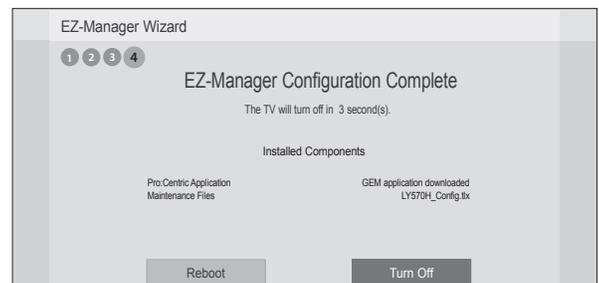 EZ-Manager Wizard
1 2 3 4
EZ-Manager Configuration Complete
The TV will turn off in 3 second(s).
Installed Components
Pro:Centric Application GEM application downloaded
Maintenance Files LY570H_Config.tlx
Reboot Turn Off